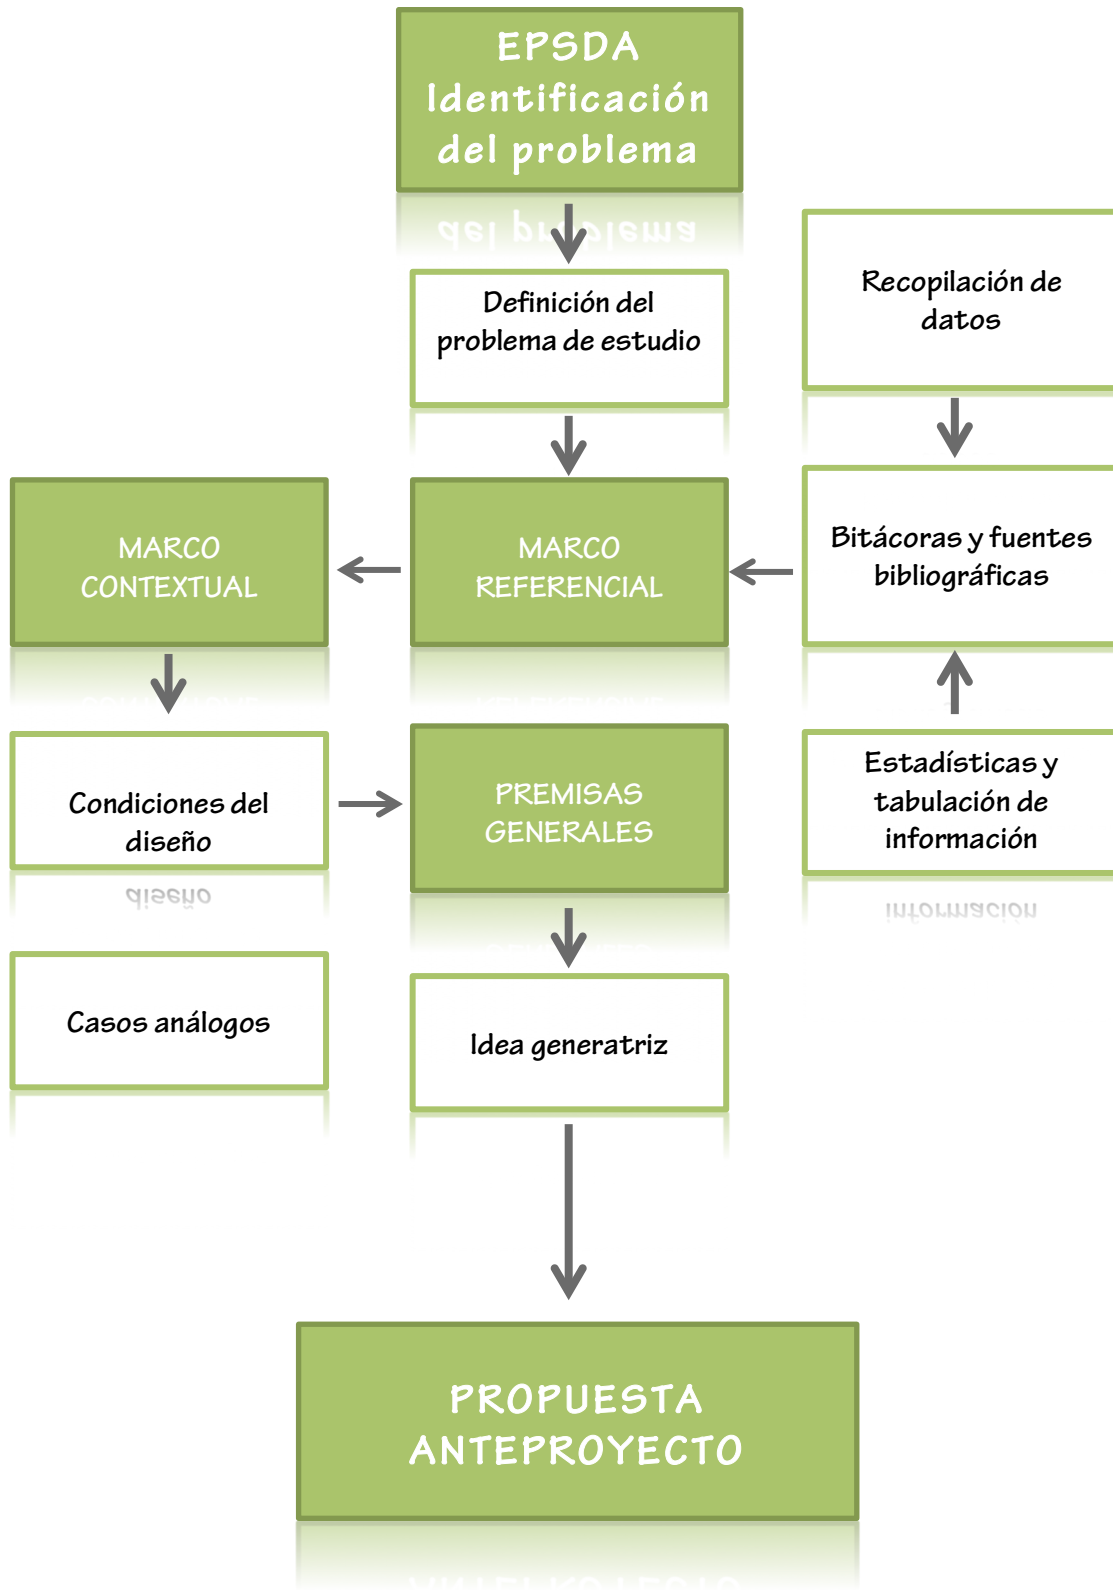 EPSDA
Identificación
del problema
Definición del
problema de estudio
Recopilación de
datos
MARCO
CONTEXTUAL
MARCO
REFERENCIAL
Bitácoras y fuentes
bibliográficas
Condiciones del
diseño
PREMISAS
GENERALES
Estadísticas y
tabulación de
información
Casos análogos
Idea generatriz
PROPUESTA
ANTEPROYECTO